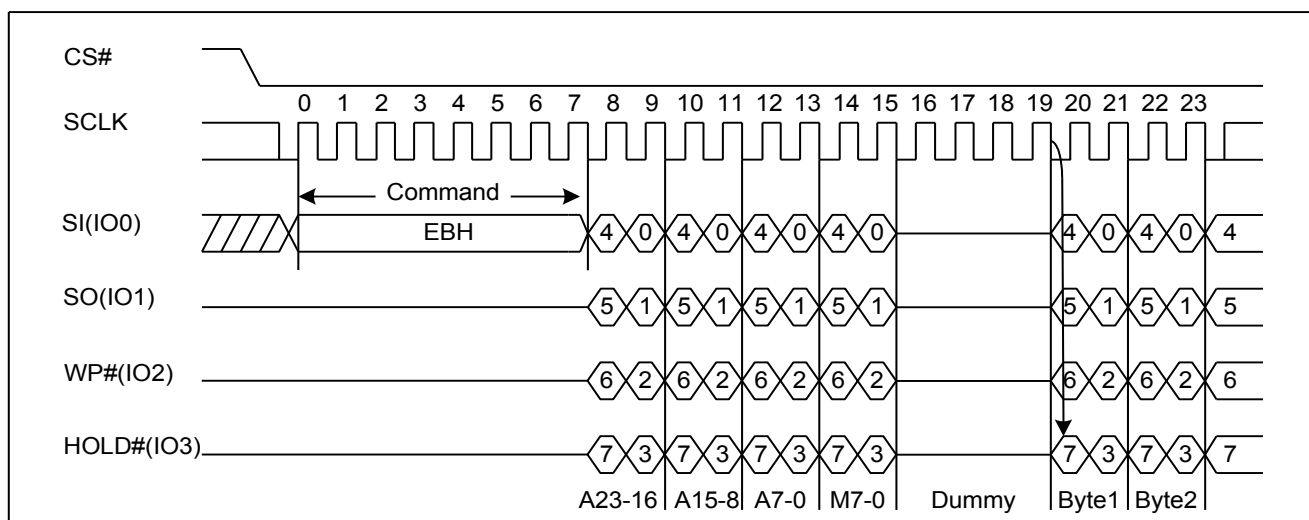 CS#
0 1 2 3 4 5 6 7 8 9 10 11 12 13 14 15 16 17 18 19 20 21 22 23
SCLK
Command
SI(IO0) EBH 4 0 4 0 4 0 4 0 4 0 4 0 4
SO(IO1) 5 1 5 1 5 1 5 1 5 1 5 1 5
WP#(IO2) 6 2 6 2 6 2 6 2 6 2 6 2 6
HOLD#(IO3) 7 3 7 3 7 3 7 3 7 3 7 3 7
A23-16 A15-8 A7-0 M7-0 Dummy Byte1 Byte2